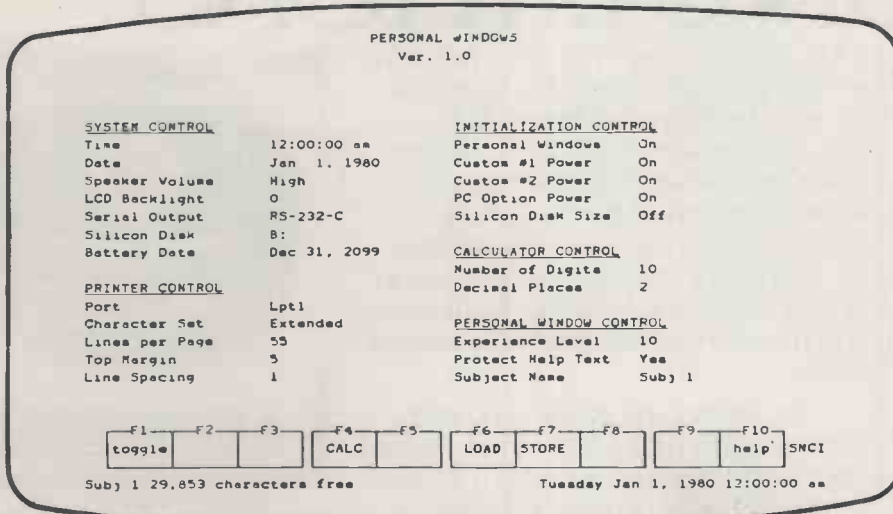 PERSONAL WINDOWS
Ver. 1.0
SYSTEM CONTROL
Time 12:00:00 am
Date Jan 1, 1980
Speaker Volume High
LCD Backlight 0
Serial Output RS-232-C
Silicon Disk B:
Battery Date Dec 31, 2099
PRINTER CONTROL
Port Lpt1
Character Set Extended
Lines per Page 55
Top Margin 5
Line Spacing 1
INITIALIZATION CONTROL
Personal Windows On
Custom #1 Power On
Custom #2 Power On
PC Option Power On
Silicon Disk Size Off
CALCULATOR CONTROL
Number of Digits 10
Decimal Places 2
PERSONAL WINDOW CONTROL
Experience Level 10
Protect Help Text Yes
Subject Name Subj 1
F1 F2 F3 F4 F5 F6 F7 F8 F9 F10
toggle CALC LOAD STORE help SNCI
Subj 1 29,853 characters free Tuesday Jan 1, 1980 12:00:00 am